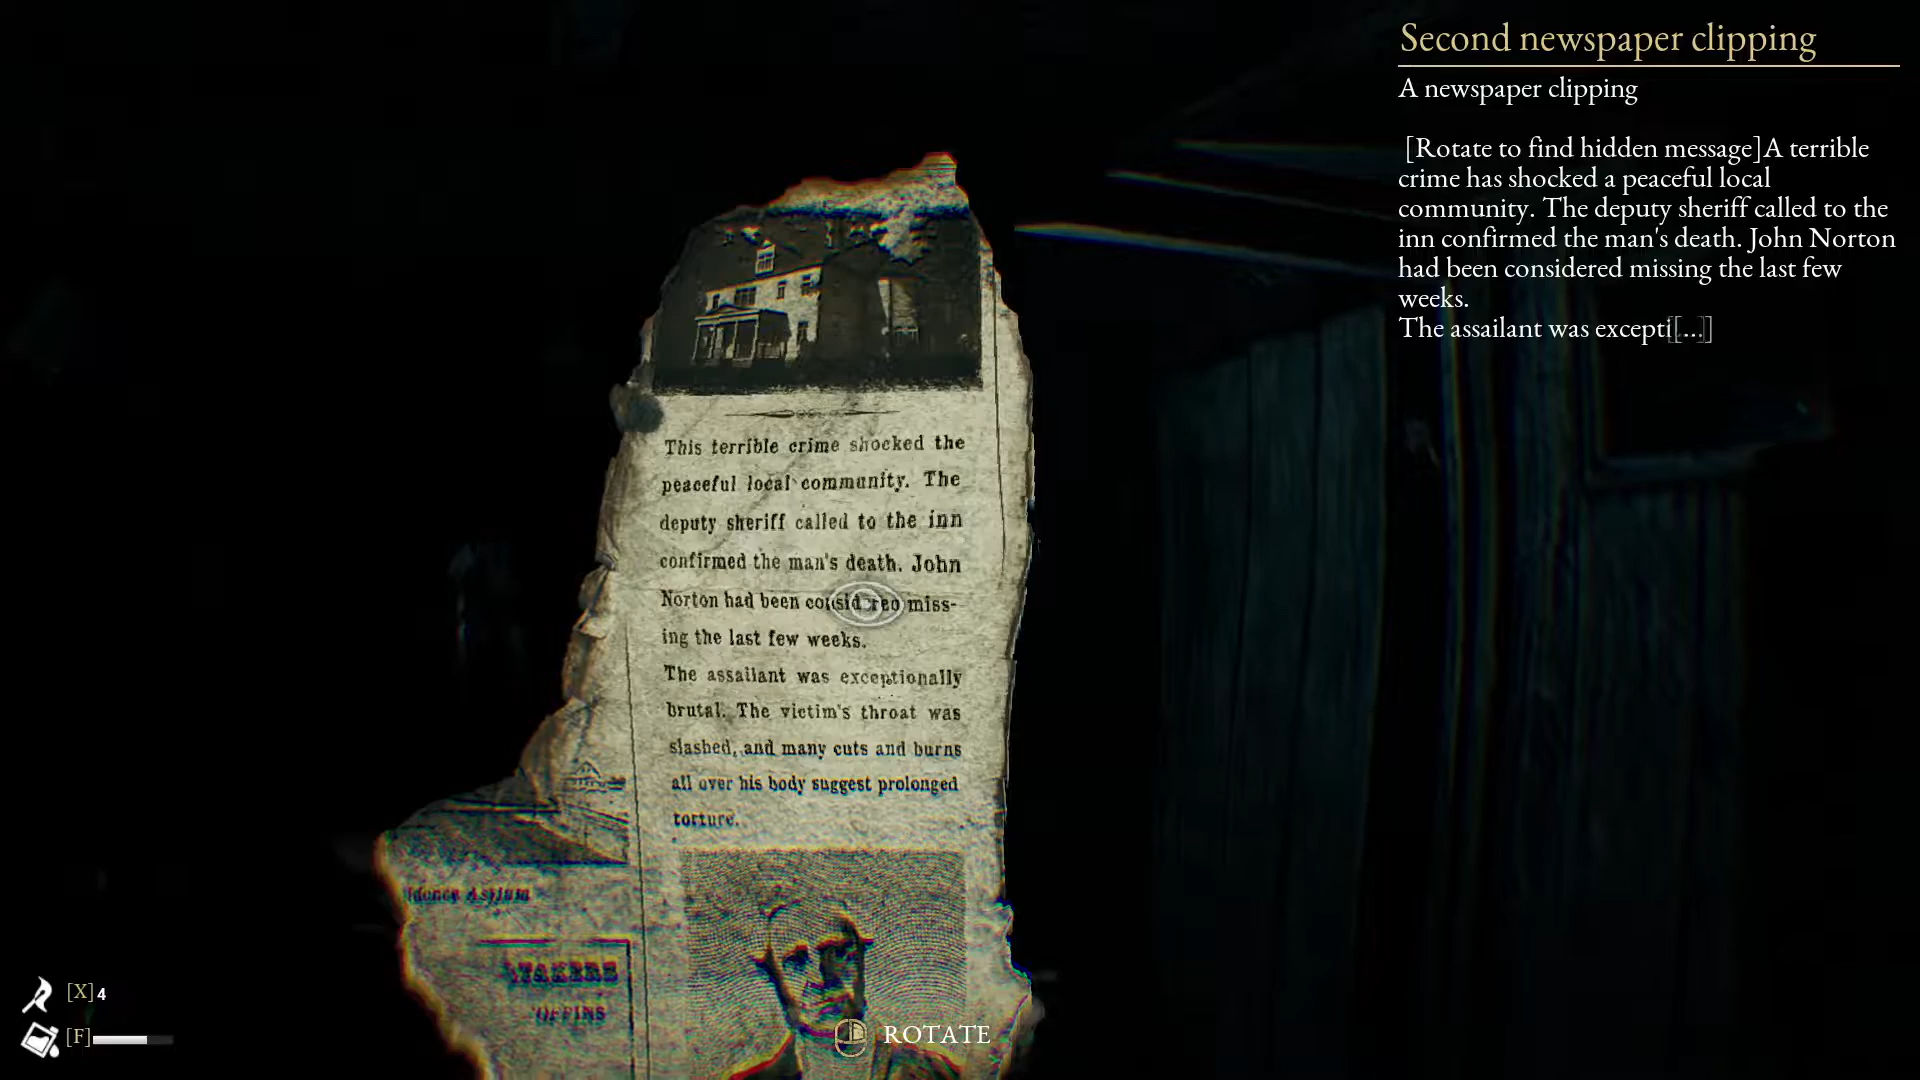 Second newspaper clipping
A newspaper clipping
[Rotate to find hidden message]A terrible
crime has shocked a peaceful local
community. The deputy sheriff called to the
inn confirmed the man's death. John Norton
had been considered missing the last few
weeks.
The assailant was excepti[...]
This terrible crime shocked the
peaceful local community. The
deputy sheriff called to the inn
confirmed the man's death. John
Norton had been considered miss-
ing the last few weeks.
The assailant was exceptionally
brutal. The victim's throat was
slashed, and many cuts and burns
all over his body suggest prolonged
torture.
Asylum
[X] 4
[F]
ROTATE